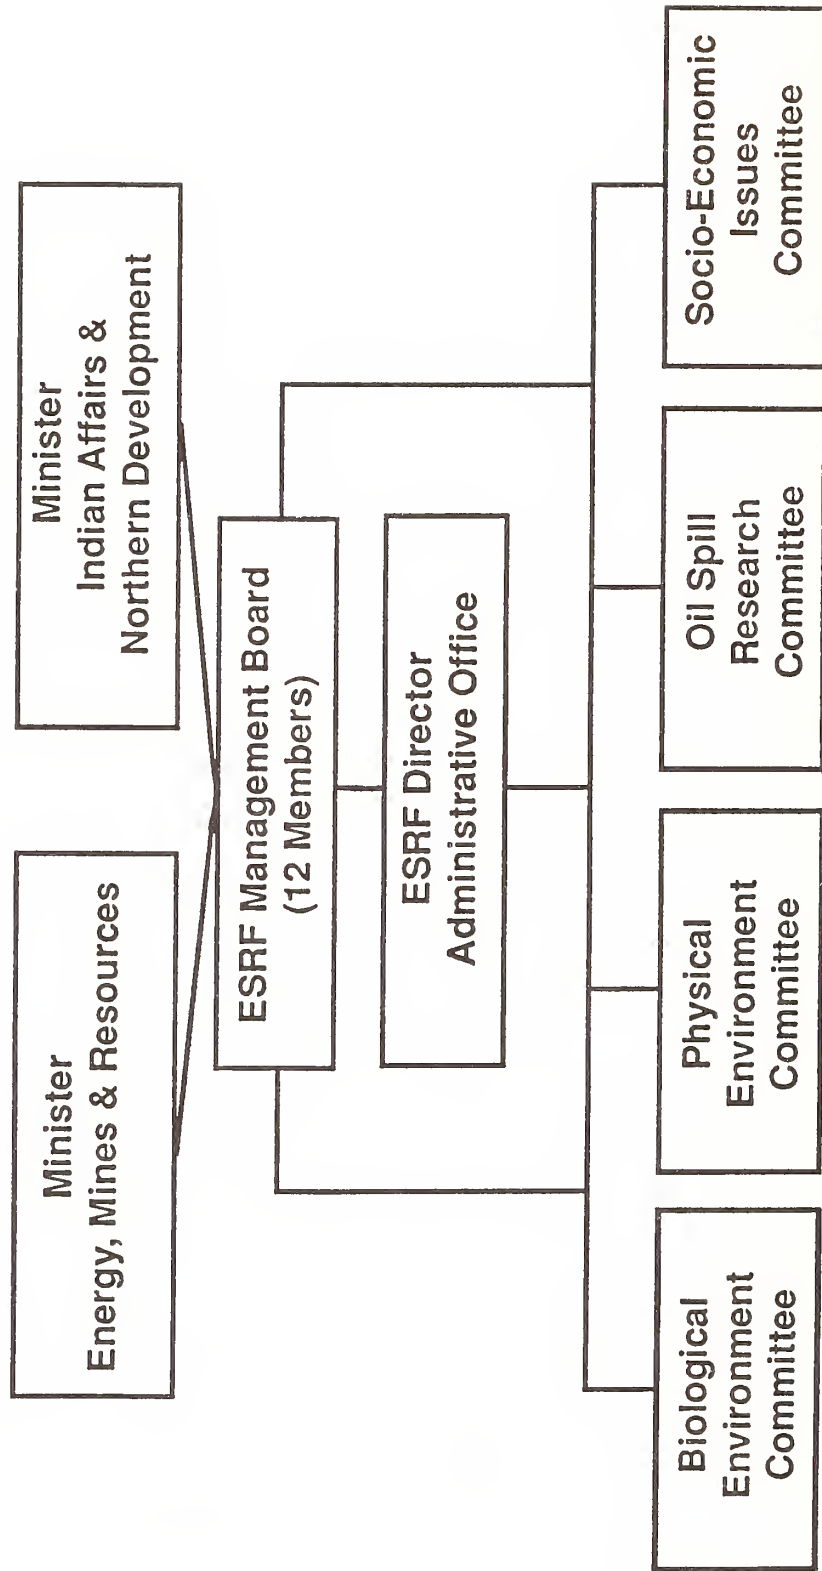 Minister
Energy, Mines & Resources
Minister
Indian Affairs &
Northern Development
ESRF Management Board
(12 Members)
ESRF Director
Administrative Office
Biological
Environment
Committee
Physical
Environment
Committee
Oil Spill
Research
Committee
Socio-Economic
Issues
Committee